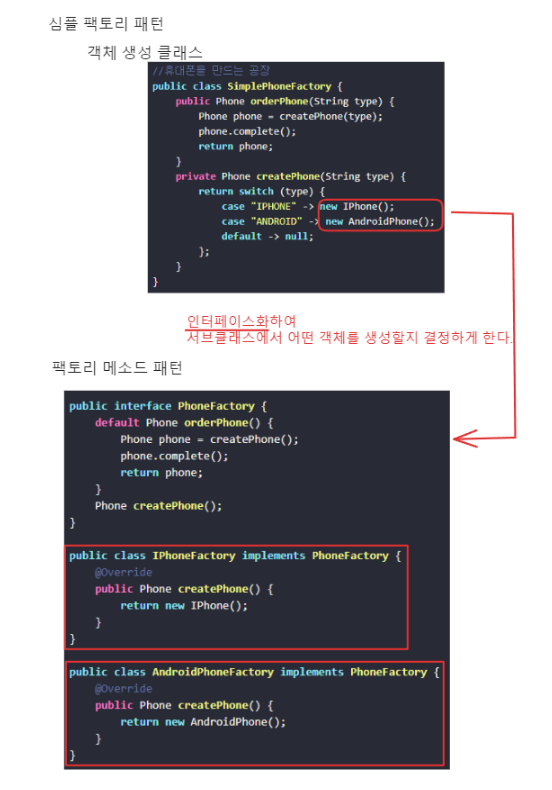 심플 팩토리 패턴
객체 생성 클래스
//휴대폰을 만드는 공장
public class SimplePhoneFactory {
public Phone orderPhone(String type) {
Phone phone = createPhone(type);
phone.complete();
return phone;
}
private Phone createPhone(String type) {
return switch (type) {
case "IPHONE" -> new IPhone();
case "ANDROID" -> new AndroidPhone();
default -> null;
};
}
}
인터페이스화하여
서브클래스에서 어떤 객체를 생성할지 결정하게 한다.
팩토리 메소드 패턴
public interface PhoneFactory {
default Phone orderPhone() {
Phone phone = createPhone();
phone.complete();
return phone;
}
Phone createPhone();
}
public class IPhoneFactory implements PhoneFactory {
@Override
public Phone createPhone() {
return new IPhone();
}
}
public class AndroidPhoneFactory implements PhoneFactory {
@Override
public Phone createPhone() {
return new AndroidPhone();
}
}